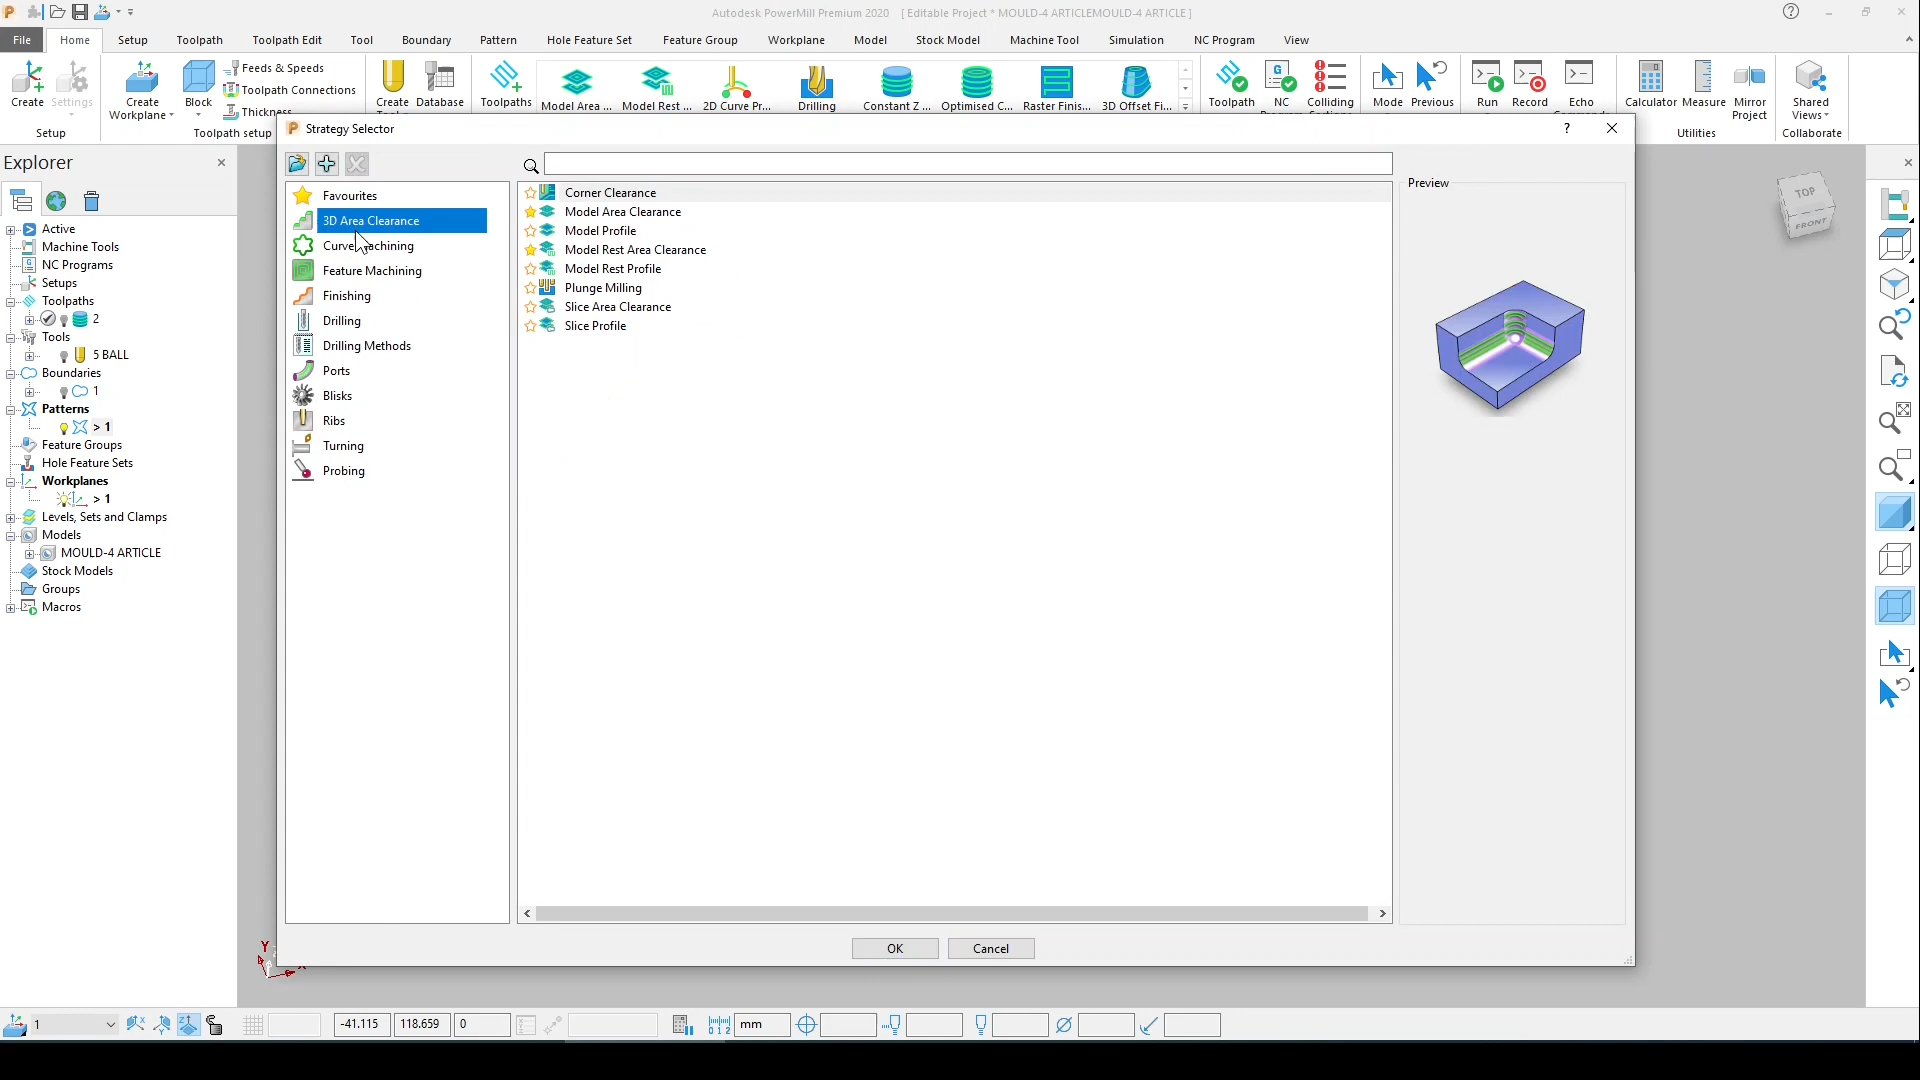 Autodesk PowerMill Premium 2020 [ Editable Project * MOULD-4 ARTICLEMOULD-4 ARTICLE ]
File Home Setup Toolpath Toolpath Edit Tool Boundary Pattern Hole Feature Set Feature Group Workplane Model Stock Model Machine Tool Simulation NC Program View
Feeds & Speeds
Toolpath Connections
Thickness
Create Settings Create Workplane Block Create Database Toolpaths Model Area ... Model Rest ... 2D Curve Pr... Drilling Constant Z ... Optimised C... Raster Finis... 3D Offset Fi... Toolpath NC Colliding Mode Previous Run Record Echo Calculator Measure Mirror Project Shared Views
Setup Toolpath setup Utilities Collaborate
Strategy Selector
Explorer
Active
Machine Tools
NC Programs
Setups
Toolpaths
2
Tools
5 BALL
Boundaries
1
Patterns
> 1
Feature Groups
Hole Feature Sets
Workplanes
> 1
Levels, Sets and Clamps
Models
MOULD-4 ARTICLE
Stock Models
Groups
Macros
Favourites
3D Area Clearance
Feature Machining
Finishing
Drilling
Drilling Methods
Ports
Blisks
Ribs
Turning
Probing
Corner Clearance
Model Area Clearance
Model Profile
Model Rest Area Clearance
Model Rest Profile
Plunge Milling
Slice Area Clearance
Slice Profile
Preview
OK Cancel
TOP
FRONT
Y
1 -41.115 118.659 0 mm